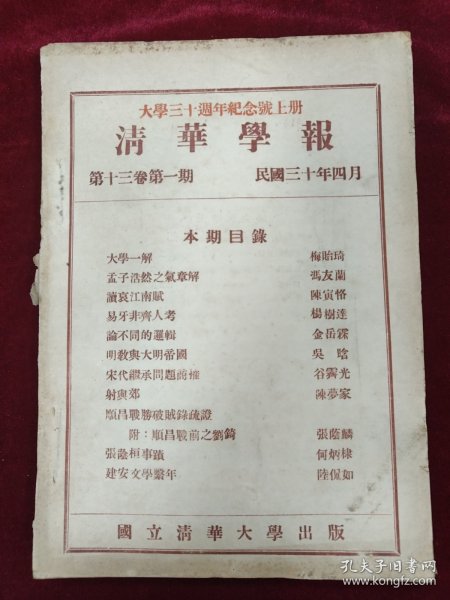 大學三十週年紀念號上册
清華學報
第十三卷第一期 民國三十年四月
本期目錄
大學一解 梅貽琦
孟子浩然之氣章解 馮友蘭
讀哀江南賦 陳寅恪
易牙非齊人考 楊樹達
論不同的邏輯 金岳霖
明教與大明帝國 吳晗
宋代繼承問題商榷 谷霽光
射與郊 陳夢家
順昌戰勝破賊錄疏證
附：順昌戰前之劉錡 張蔭麟
張蔭桓事蹟 何炳棣
建安文學繫年 陸侃如
國立清華大學出版
孔夫子旧书网
www.kongfz.com